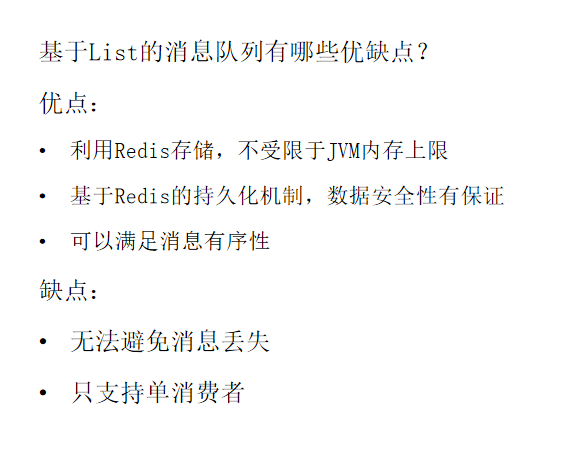 基于List的消息队列有哪些优缺点？
优点：
• 利用Redis存储，不受限于JVM内存上限
• 基于Redis的持久化机制，数据安全性有保证
• 可以满足消息有序性
缺点：
• 无法避免消息丢失
• 只支持单消费者